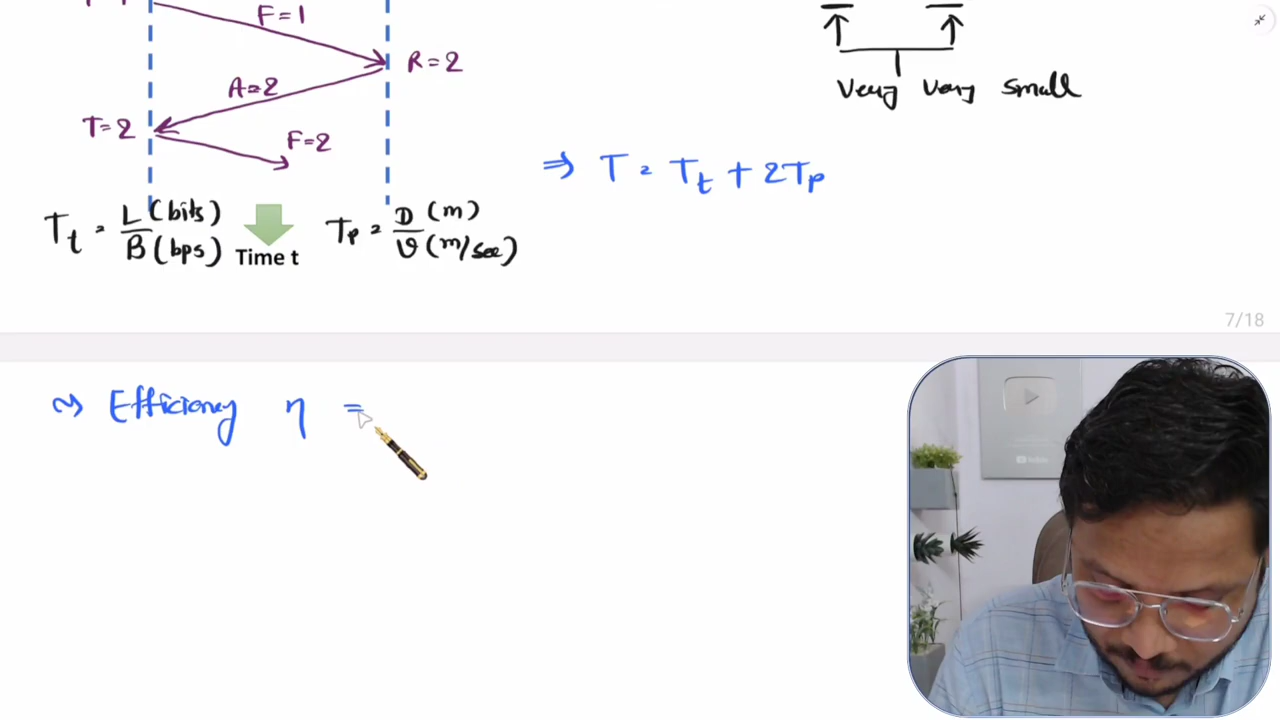 F=1
R=2
A=2
T=2
F=2
Very Very Small
⇒ T = Tt + 2Tp
Tt = L (bits) / B (bps)
Time t
Tp = D (m) / v (m/sec)
7/18
~> Efficiency η =